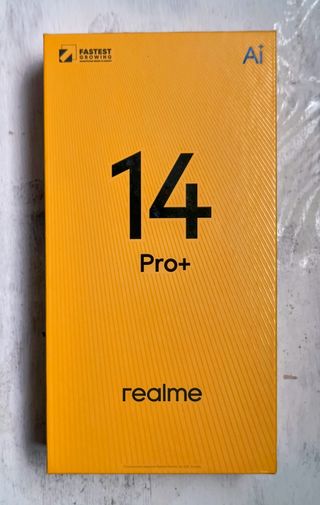 FASTEST
GROWING
Ai
14
Pro+
realme